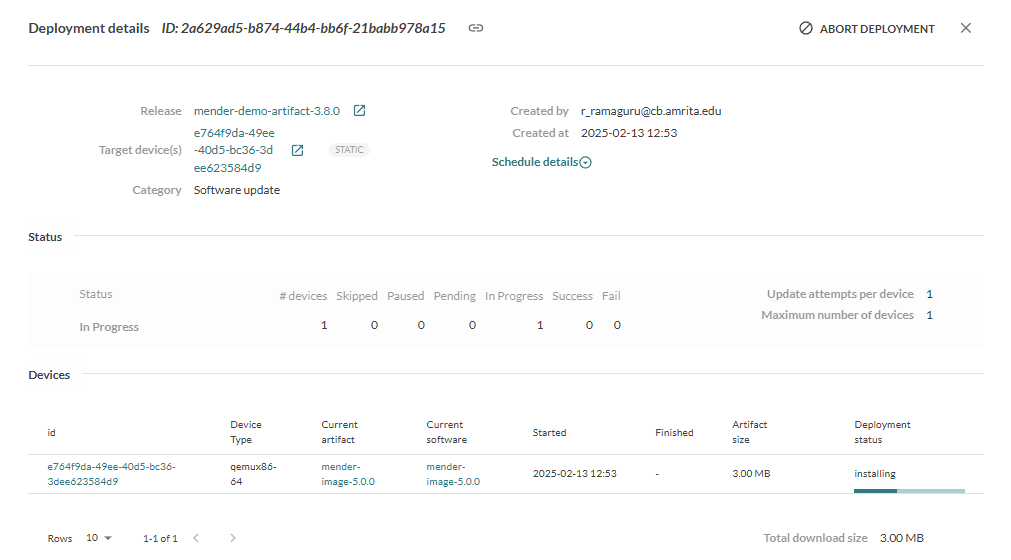 Deployment details ID: 2a629ad5-b874-44b4-bb6f-21babb978a15
ABORT DEPLOYMENT
Release mender-demo-artifact-3.8.0
Target device(s) e764f9da-49ee
-40d5-bc36-3d
ee623584d9
STATIC
Category Software update
Created by r_ramaguru@cb.amrita.edu
Created at 2025-02-13 12:53
Schedule details
Status
Status # devices Skipped Paused Pending In Progress Success Fail
In Progress 1 0 0 0 1 0 0
Update attempts per device 1
Maximum number of devices 1
Devices
id
Device
Type
Current
artifact
Current
software
Started
Finished
Artifact
size
Deployment
status
e764f9da-49ee-40d5-bc36-
3dee623584d9
qemux86-
64
mender-
image-5.0.0
mender-
image-5.0.0
2025-02-13 12:53
-
3.00 MB
installing
Rows 10 1-1 of 1
Total download size 3.00 MB